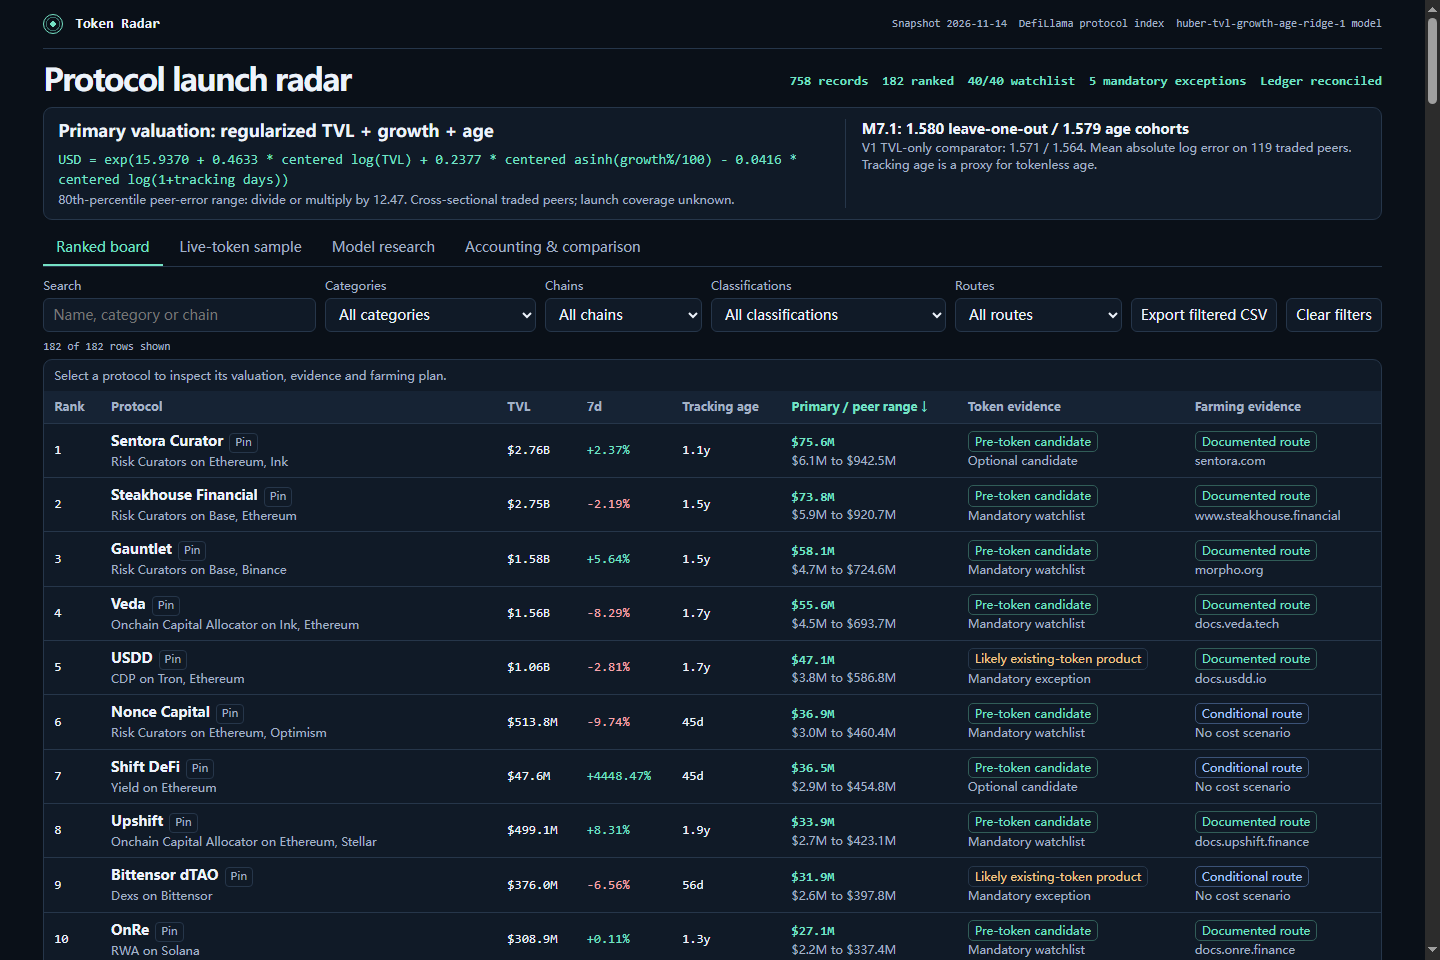 Token Radar
Snapshot 2026-11-14 DefiLlama protocol index huber-tvl-growth-age-ridge-1 model
Protocol launch radar
758 records 182 ranked 40/40 watchlist 5 mandatory exceptions Ledger reconciled
Primary valuation: regularized TVL + growth + age
USD = exp(15.9370 + 0.4633 * centered log(TVL) + 0.2377 * centered asinh(growth%/100) - 0.0416 *
centered log(1+tracking days))
80th-percentile peer-error range: divide or multiply by 12.47. Cross-sectional traded peers; launch coverage unknown.
M7.1: 1.580 leave-one-out / 1.579 age cohorts
V1 TVL-only comparator: 1.571 / 1.564. Mean absolute log error on 119 traded peers.
Tracking age is a proxy for tokenless age.
Ranked board Live-token sample Model research Accounting & comparison
Search Categories Chains Classifications Routes
Name, category or chain All categories All chains All classifications All routes Export filtered CSV Clear filters
182 of 182 rows shown
Select a protocol to inspect its valuation, evidence and farming plan.
Rank Protocol TVL 7d Tracking age Primary / peer range ↓ Token evidence Farming evidence
1 Sentora Curator Pin $2.76B +2.37% 1.1y $75.6M Pre-token candidate Documented route
Risk Curators on Ethereum, Ink $6.1M to $942.5M Optional candidate sentora.com
2 Steakhouse Financial Pin $2.75B -2.19% 1.5y $73.8M Pre-token candidate Documented route
Risk Curators on Base, Ethereum $5.9M to $920.7M Mandatory watchlist www.steakhouse.financial
3 Gauntlet Pin $1.58B +5.64% 1.5y $58.1M Pre-token candidate Documented route
Risk Curators on Base, Binance $4.7M to $724.6M Mandatory watchlist morpho.org
4 Veda Pin $1.56B -8.29% 1.7y $55.6M Pre-token candidate Documented route
Onchain Capital Allocator on Ink, Ethereum $4.5M to $693.7M Mandatory watchlist docs.veda.tech
5 USDD Pin $1.06B -2.81% 1.7y $47.1M Likely existing-token product Documented route
CDP on Tron, Ethereum $3.8M to $586.8M Mandatory exception docs.usdd.io
6 Nonce Capital Pin $513.8M -9.74% 45d $36.9M Pre-token candidate Conditional route
Risk Curators on Ethereum, Optimism $3.0M to $460.4M Mandatory watchlist No cost scenario
7 Shift DeFi Pin $47.6M +4448.47% 45d $36.5M Pre-token candidate Conditional route
Yield on Ethereum $2.9M to $454.8M Optional candidate No cost scenario
8 Upshift Pin $499.1M +8.31% 1.9y $33.9M Pre-token candidate Documented route
Onchain Capital Allocator on Ethereum, Stellar $2.7M to $423.1M Mandatory watchlist docs.upshift.finance
9 Bittensor dTAO Pin $376.0M -6.56% 56d $31.9M Likely existing-token product Conditional route
Dexs on Bittensor $2.6M to $397.8M Mandatory exception No cost scenario
10 OnRe Pin $308.9M +0.11% 1.3y $27.1M Pre-token candidate Documented route
RWA on Solana $2.2M to $337.4M Mandatory watchlist docs.onre.finance